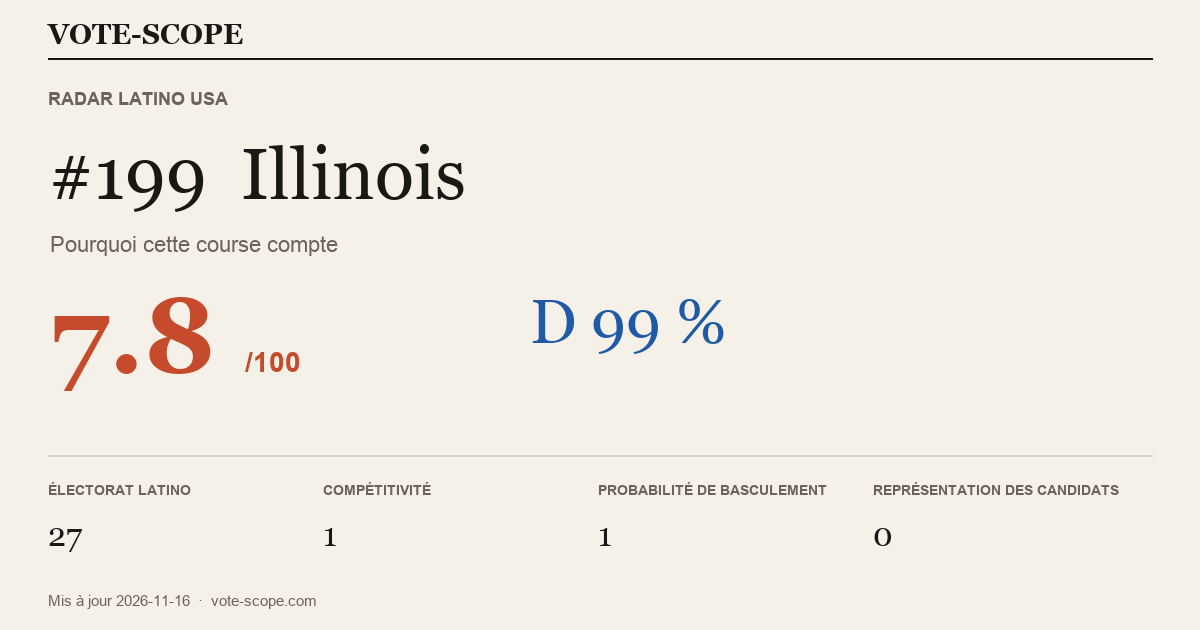 VOTE-SCOPE
RADAR LATINO USA
#199 Illinois
Pourquoi cette course compte
7.8 /100
D 99 %
ÉLECTORAT LATINO
27
COMPÉTITIVITÉ
1
PROBABILITÉ DE BASCULEMENT
1
REPRÉSENTATION DES CANDIDATS
0
Mis à jour 2026-11-16 · vote-scope.com